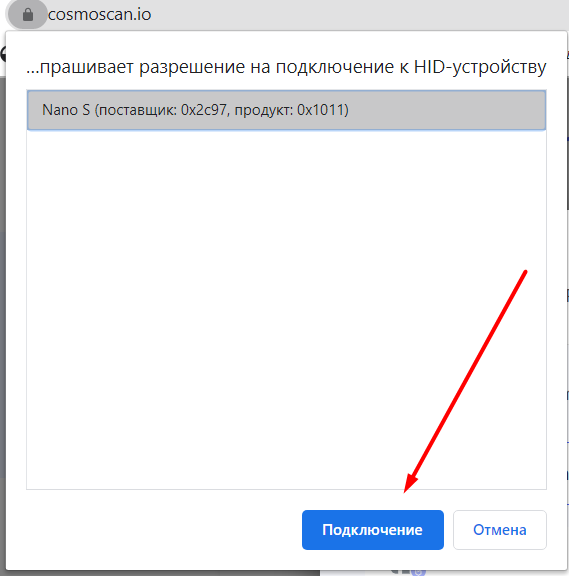 cosmoscan.io
...прашивает разрешение на подключение к HID-устройству
Nano S (поставщик: 0x2c97, продукт: 0x1011)
Подключение
Отмена